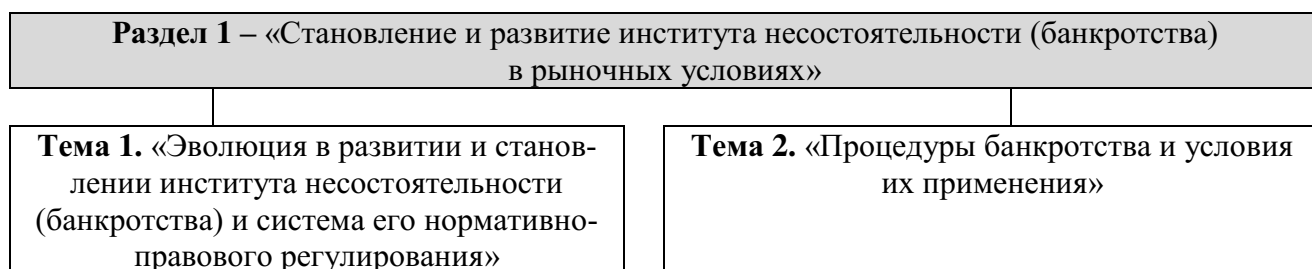 Раздел 1 – «Становление и развитие института несостоятельности (банкротства)
в рыночных условиях»
Тема 1. «Эволюция в развитии и станов-
лении института несостоятельности
(банкротства) и система его нормативно-
правового регулирования»
Тема 2. «Процедуры банкротства и условия
их применения»